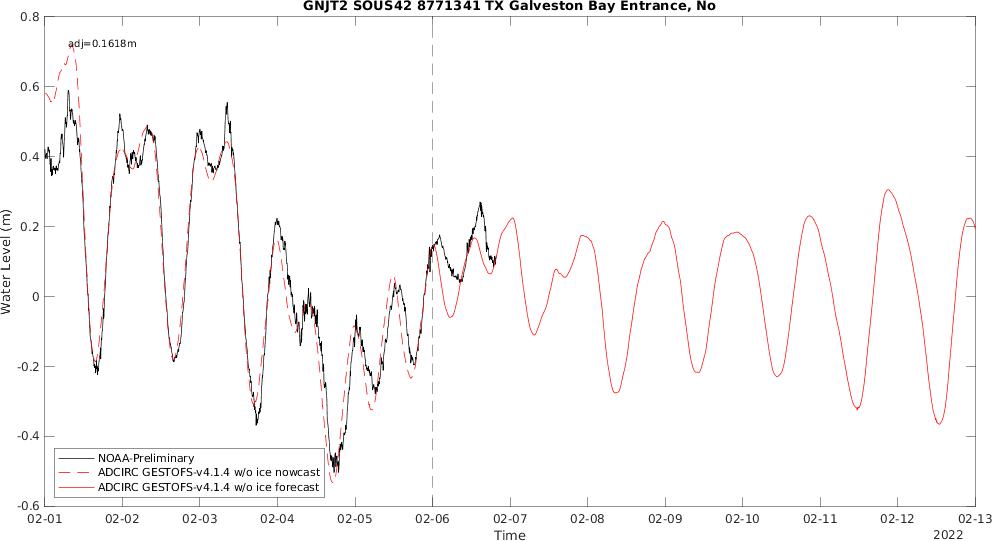 GNJT2 SOUS42 8771341 TX Galveston Bay Entrance, No
adj=0.1618m
Water Level (m)
0.8
0.6
0.4
0.2
0
-0.2
-0.4
-0.6
NOAA-Preliminary
ADCIRC GESTOFS-v4.1.4 w/o ice nowcast
ADCIRC GESTOFS-v4.1.4 w/o ice forecast
02-01 02-02 02-03 02-04 02-05 02-06 02-07 02-08 02-09 02-10 02-11 02-12 02-13
Time
2022